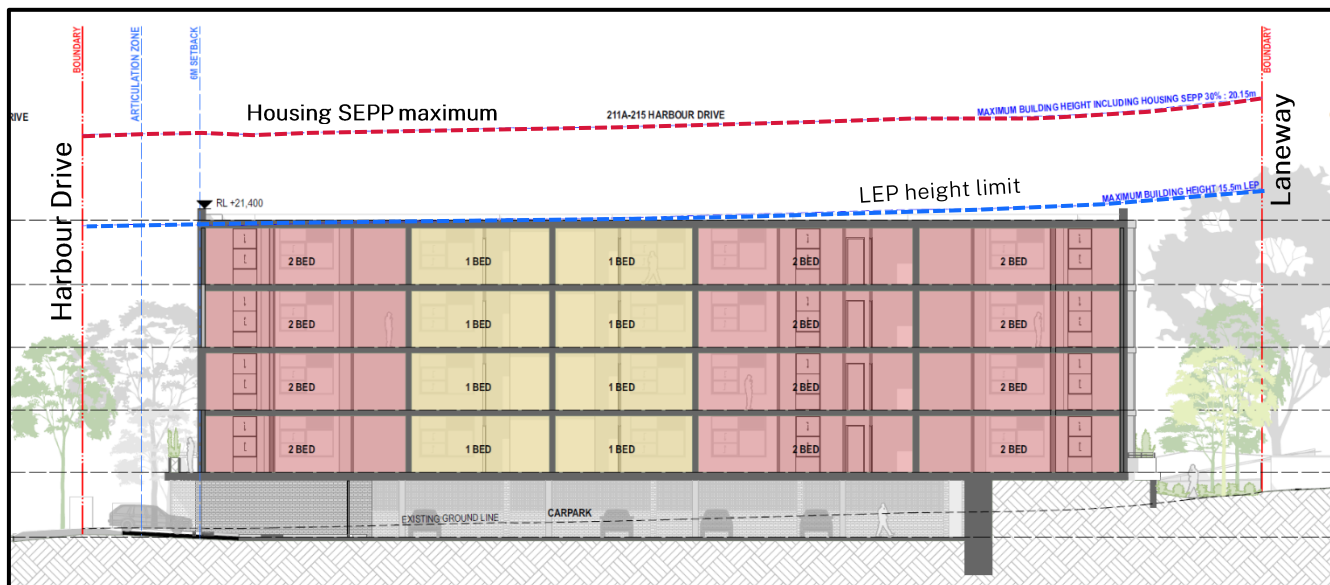 BOUNDARY
ARTICULATION ZONE
6M SETBACK
BOUNDARY
RIVE
Housing SEPP maximum
211A-215 HARBOUR DRIVE
MAXIMUM BUILDING HEIGHT INCLUDING HOUSING SEPP 30% : 20.15m
Harbour Drive
Laneway
RL +21,400
LEP height limit
MAXIMUM BUILDING HEIGHT 15.5m LEP
2 BED 1 BED 1 BED 2 BED 2 BED
2 BED 1 BED 1 BED 2 BED 2 BED
2 BED 1 BED 1 BED 2 BED 2 BED
2 BED 1 BED 1 BED 2 BED 2 BED
EXISTING GROUND LINE
CARPARK